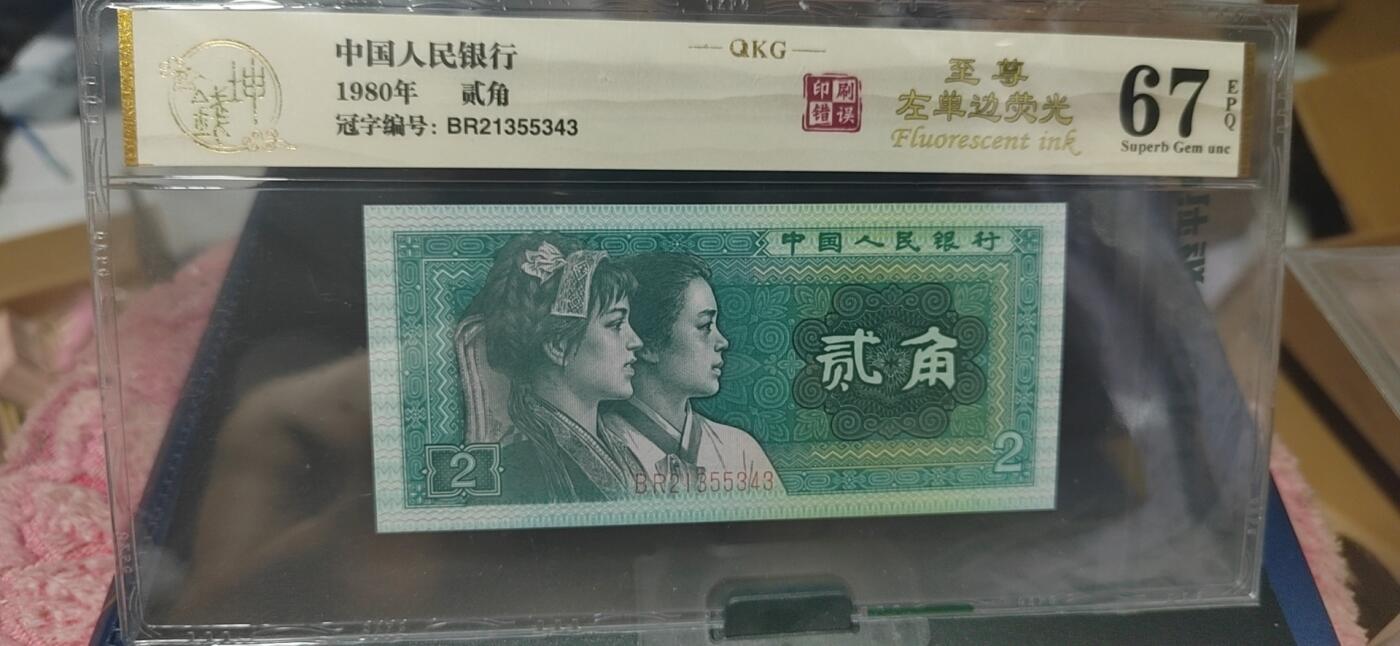 QKG
中国人民银行
1980年 贰角
冠字编号: BR21355343
坤
印刷
错误
至尊
左单边荧光
Fluorescent ink
67
EPQ
Superb Gem unc
中国人民银行
贰角
2
2
BR21355343